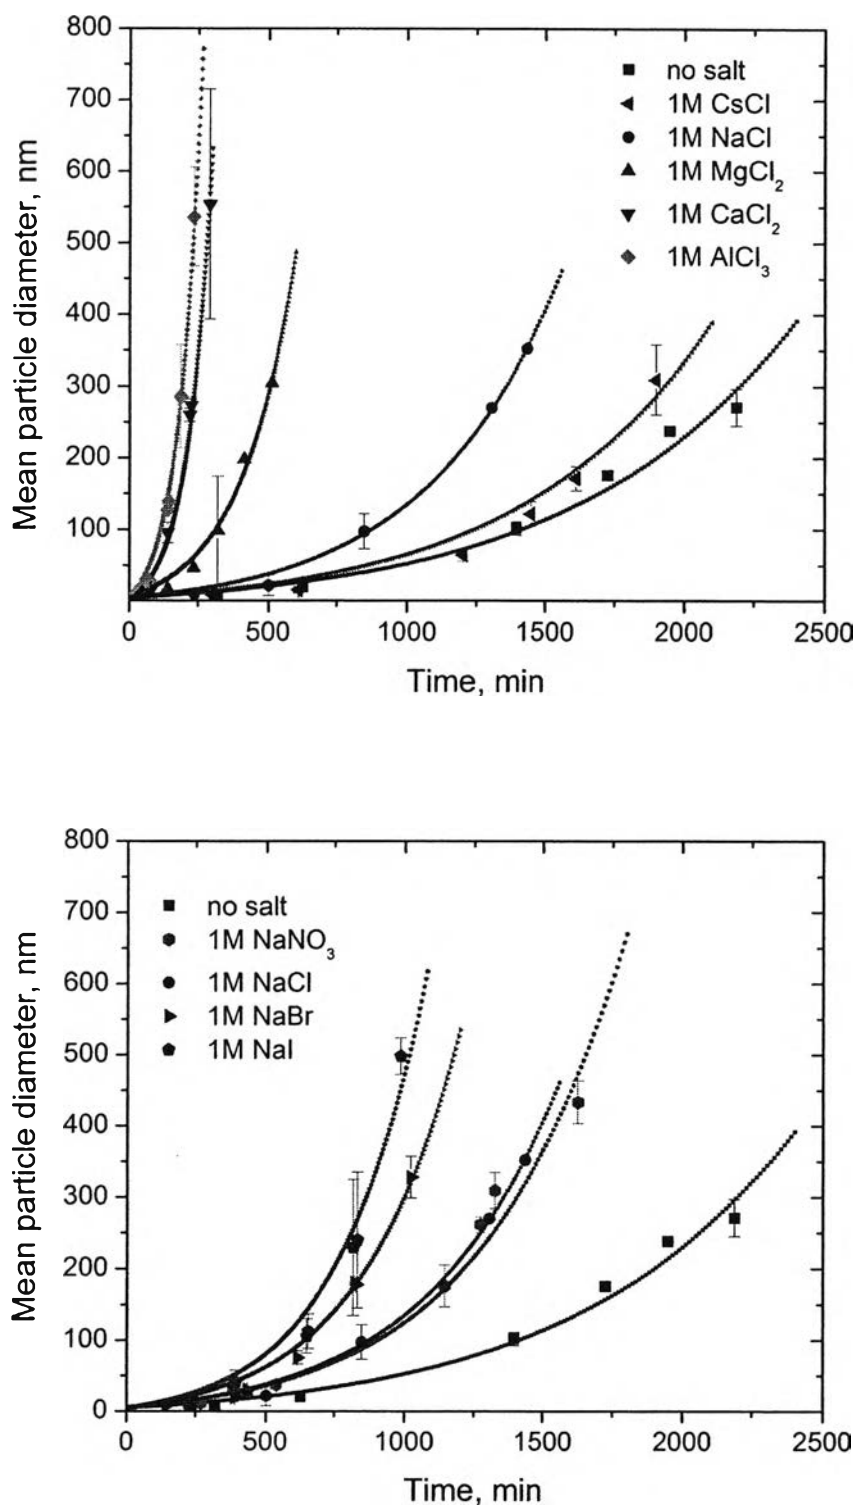 800
700
600
500
400
300
200
100
0
500
1000
1500
2000
2500
Mean particle diameter, nm
Time, min
no salt
1M CsCl
1M NaCl
1M MgCl₂
1M CaCl₂
1M AlCl₃
800
700
600
500
400
300
200
100
0
0
500
1000
1500
2000
2500
Mean particle diameter, nm
Time, min
no salt
1M NaNO₃
1M NaCl
1M NaBr
1M NaI